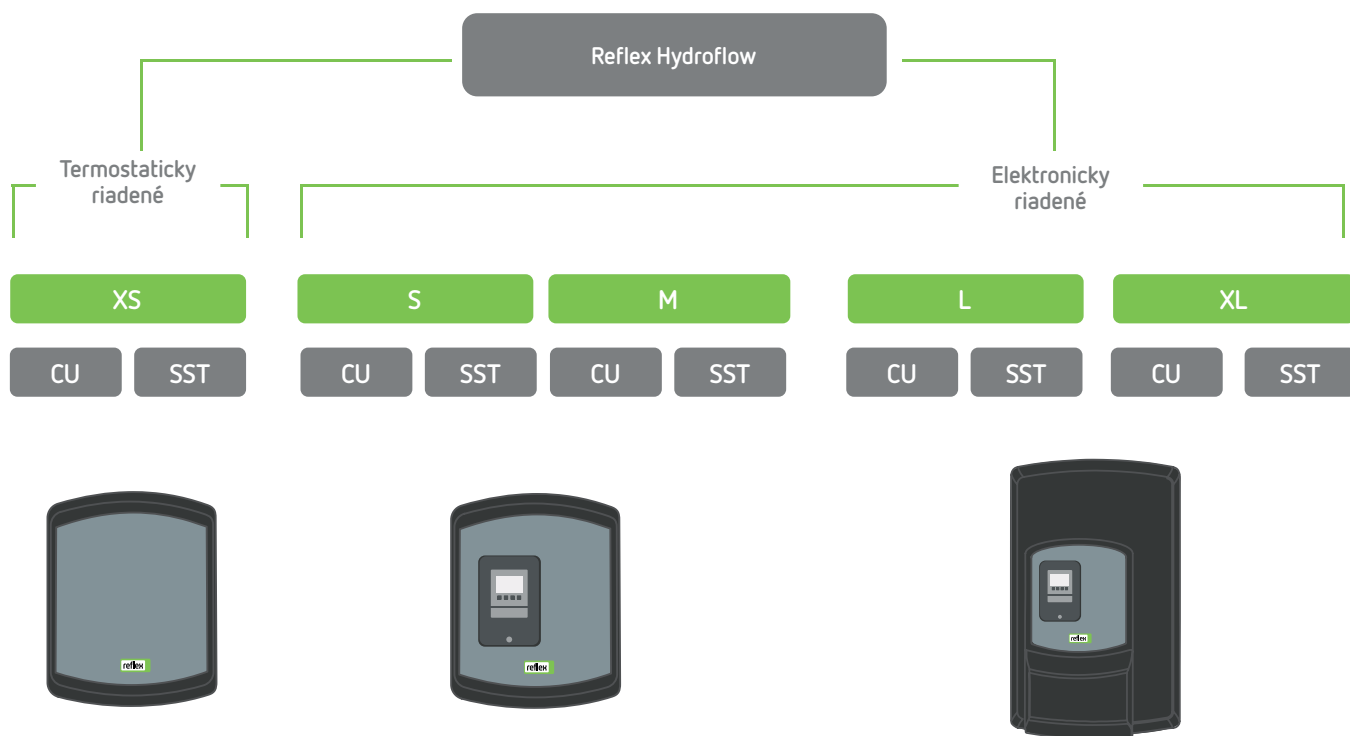 Reflex Hydroflow
Termostaticky
riadené
Elektronicky
riadené
XS
S
M
L
XL
CU
SST
CU
SST
CU
SST
CU
SST
CU
SST
reflex
reflex
reflex